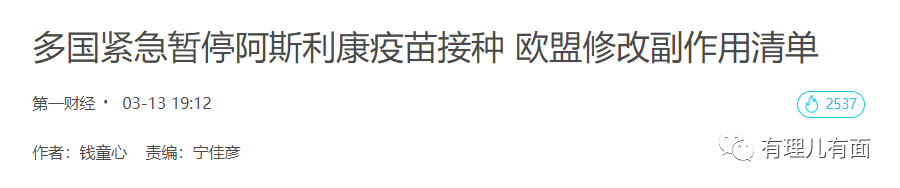 多国紧急暂停阿斯利康疫苗接种 欧盟修改副作用清单
第一财经 · 03-13 19:12
2537
作者：钱童心 责编：宁佳彦
有理儿有面